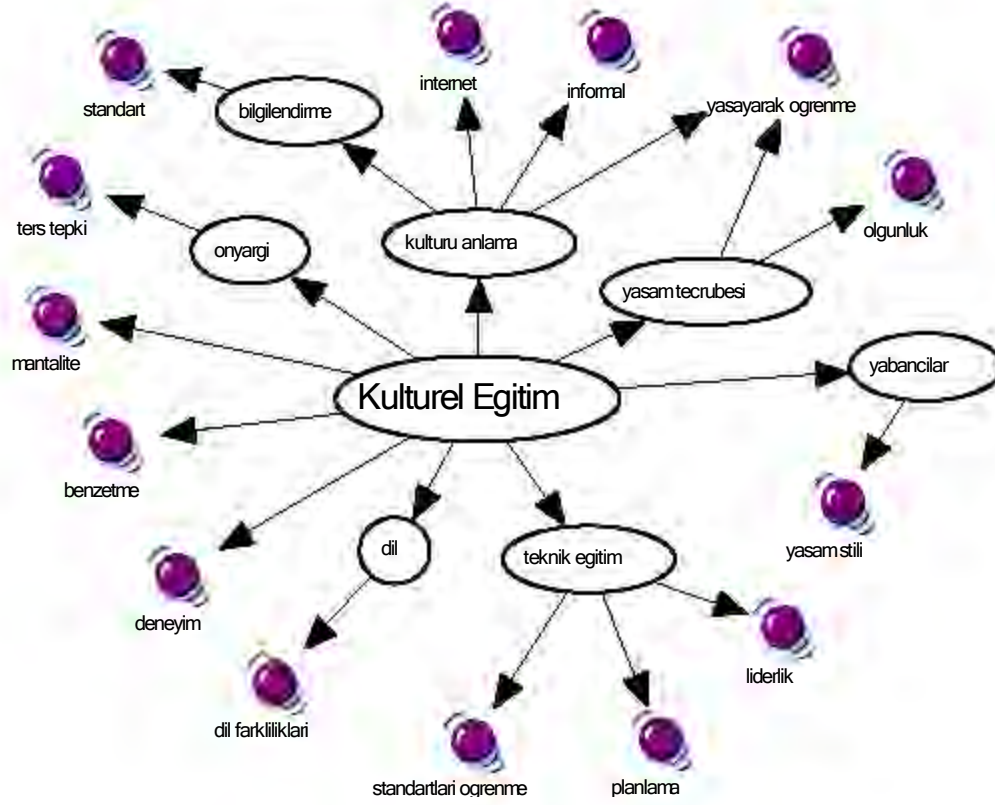 internet
informal
standart
bilgilendirme
yasayarak ogrenme
ters tepki
onyargi
kulturu anlama
olgunluk
yasam tecrubesi
mantalite
yabancilar
Kulturel Egitim
benzetme
dil
teknik egitim
yasam stili
deneyim
liderlik
dil farkliliklari
standartlari ogrenme
planlama